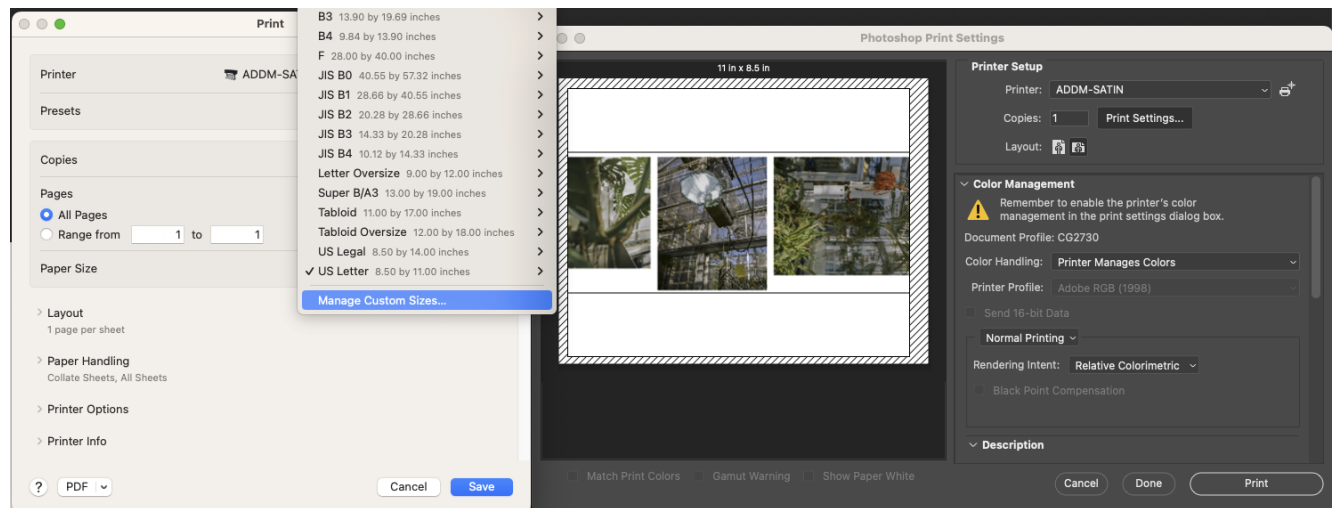 Print
Printer
ADDM-SA
Presets
Copies
Pages
All Pages
Range from 1 to 1
Paper Size
Layout
1 page per sheet
Paper Handling
Collate Sheets, All Sheets
Printer Options
Printer Info
? PDF
Cancel Save
B3 13.90 by 19.69 inches
B4 9.84 by 13.90 inches
F 28.00 by 40.00 inches
JIS B0 40.55 by 57.32 inches
JIS B1 28.66 by 40.55 inches
JIS B2 20.28 by 28.66 inches
JIS B3 14.33 by 20.28 inches
JIS B4 10.12 by 14.33 inches
Letter Oversize 9.00 by 12.00 inches
Super B/A3 13.00 by 19.00 inches
Tabloid 11.00 by 17.00 inches
Tabloid Oversize 12.00 by 18.00 inches
US Legal 8.50 by 14.00 inches
✓ US Letter 8.50 by 11.00 inches
Manage Custom Sizes...
Photoshop Print Settings
11 in x 8.5 in
Match Print Colors Gamut Warning Show Paper White
Printer Setup
Printer: ADDM-SATIN
Copies: 1 Print Settings...
Layout:
Color Management
Remember to enable the printer's color
management in the print settings dialog box.
Document Profile: CG2730
Color Handling: Printer Manages Colors
Printer Profile: Adobe RGB (1998)
Send 16-bit Data
Normal Printing
Rendering Intent: Relative Colorimetric
Black Point Compensation
Description
Cancel Done Print